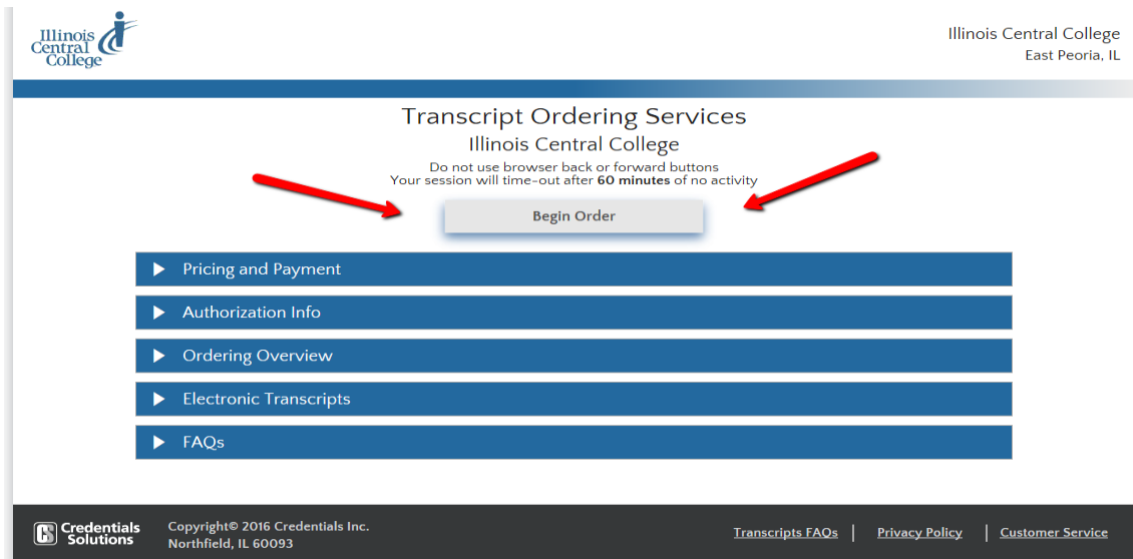 Illinois
Central
College
Illinois Central College
East Peoria, IL
Transcript Ordering Services
Illinois Central College
Do not use browser back or forward buttons
Your session will time-out after 60 minutes of no activity
Begin Order
Pricing and Payment
Authorization Info
Ordering Overview
Electronic Transcripts
FAQs
Credentials
Solutions
Copyright© 2016 Credentials Inc.
Northfield, IL 60093
Transcripts FAQs | Privacy Policy | Customer Service